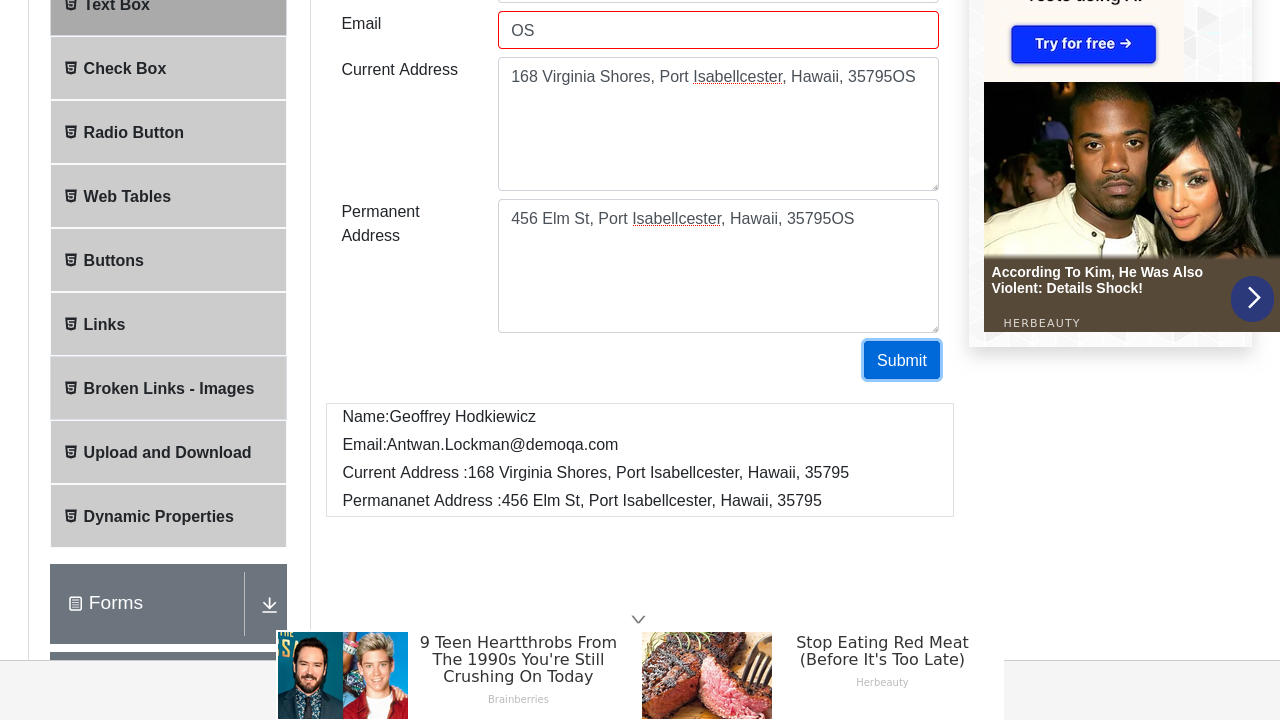 Text Box
Check Box
Radio Button
Web Tables
Buttons
Links
Broken Links - Images
Upload and Download
Dynamic Properties
Forms
Email
OS
Current Address
168 Virginia Shores, Port Isabellcester, Hawaii, 35795OS
Permanent
Address
456 Elm St, Port Isabellcester, Hawaii, 35795OS
Submit
Name:Geoffrey Hodkiewicz
Email:Antwan.Lockman@demoqa.com
Current Address :168 Virginia Shores, Port Isabellcester, Hawaii, 35795
Permananet Address :456 Elm St, Port Isabellcester, Hawaii, 35795
Try for free →
According To Kim, He Was Also
Violent: Details Shock!
HERBEAUTY
9 Teen Heartthrobs From
The 1990s You're Still
Crushing On Today
Brainberries
Stop Eating Red Meat
(Before It's Too Late)
Herbeauty